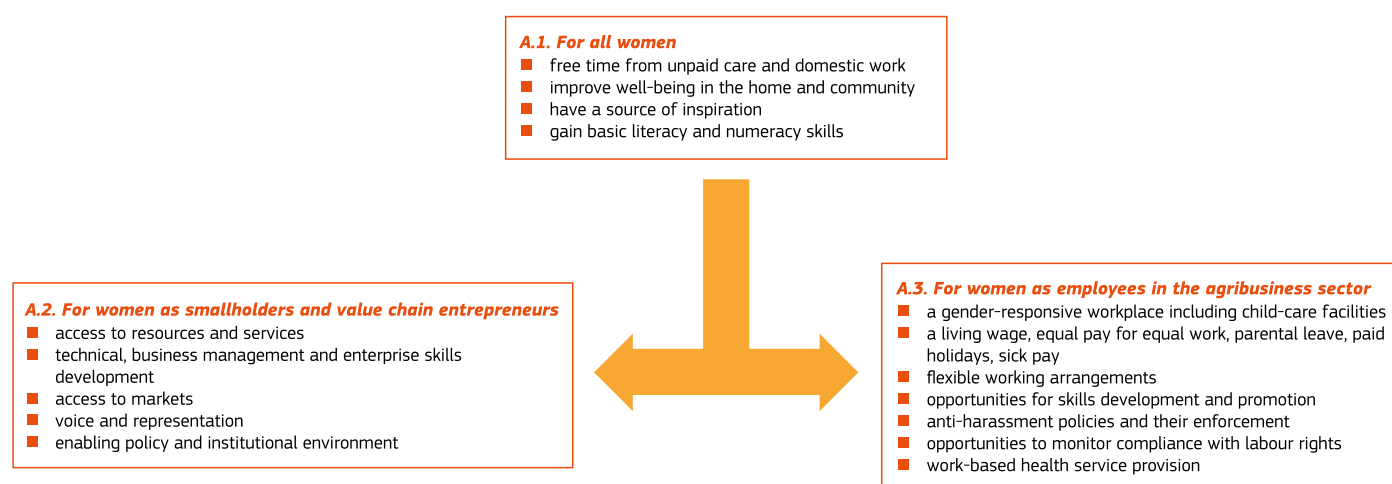 A.1. For all women
free time from unpaid care and domestic work
improve well-being in the home and community
have a source of inspiration
gain basic literacy and numeracy skills
A.2. For women as smallholders and value chain entrepreneurs
access to resources and services
technical, business management and enterprise skills
development
access to markets
voice and representation
enabling policy and institutional environment
A.3. For women as employees in the agribusiness sector
a gender-responsive workplace including child-care facilities
a living wage, equal pay for equal work, parental leave, paid
holidays, sick pay
flexible working arrangements
opportunities for skills development and promotion
anti-harassment policies and their enforcement
opportunities to monitor compliance with labour rights
work-based health service provision